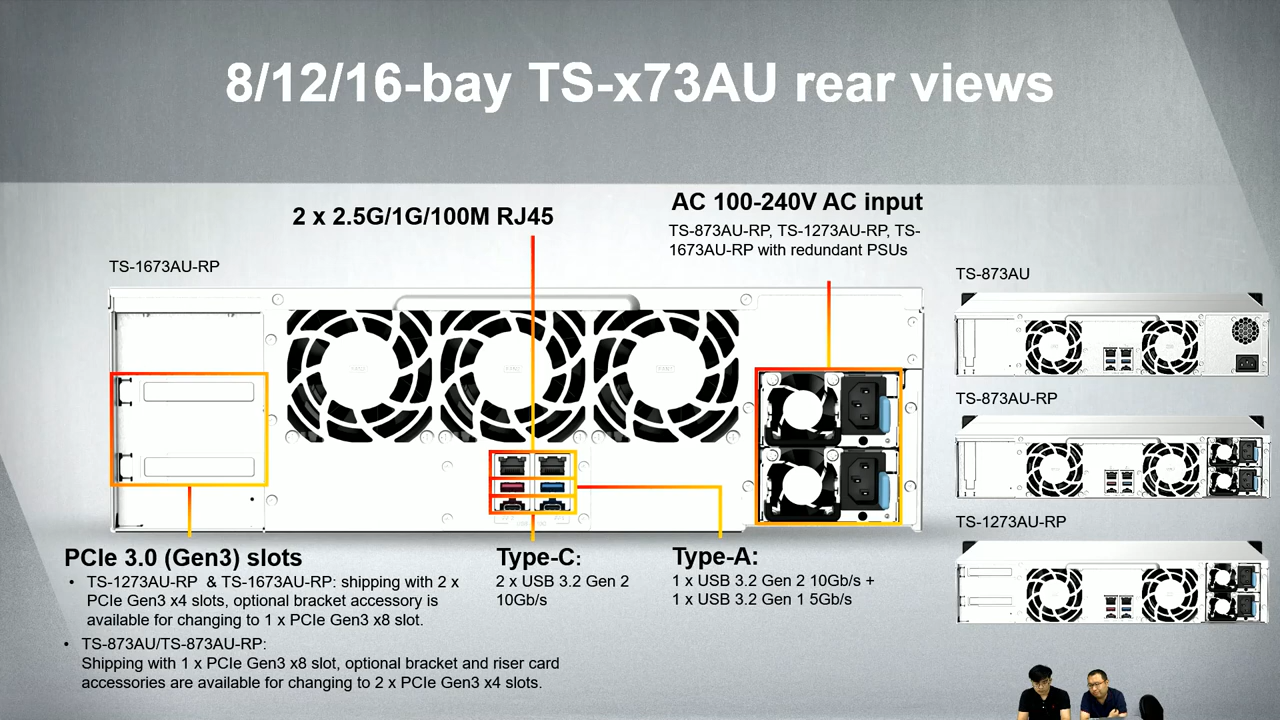 8/12/16-bay TS-x73AU rear views
2 x 2.5G/1G/100M RJ45
AC 100-240V AC input
TS-873AU-RP, TS-1273AU-RP, TS-
1673AU-RP with redundant PSUs
TS-1673AU-RP
TS-873AU
TS-873AU-RP
TS-1273AU-RP
PCIe 3.0 (Gen3) slots
• TS-1273AU-RP & TS-1673AU-RP: shipping with 2 x
PCIe Gen3 x4 slots, optional bracket accessory is
available for changing to 1 x PCIe Gen3 x8 slot.
• TS-873AU/TS-873AU-RP:
Shipping with 1 x PCIe Gen3 x8 slot, optional bracket and riser card
accessories are available for changing to 2 x PCIe Gen3 x4 slots.
Type-C:
2 x USB 3.2 Gen 2
10Gb/s
Type-A:
1 x USB 3.2 Gen 2 10Gb/s +
1 x USB 3.2 Gen 1 5Gb/s